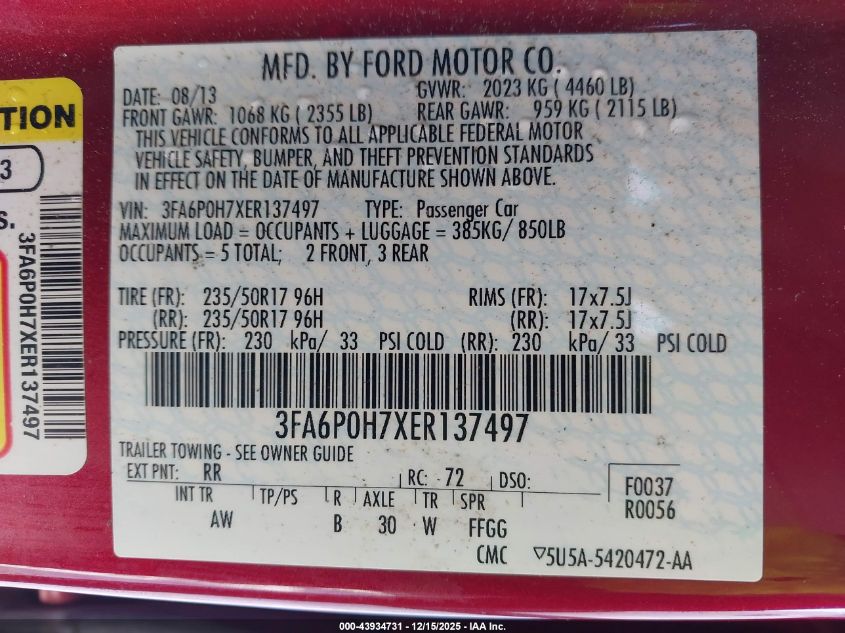 MFD. BY FORD MOTOR CO.
DATE: 08/13 GVWR: 2023 KG ( 4460 LB)
FRONT GAWR: 1068 KG ( 2355 LB) REAR GAWR: 959 KG ( 2115 LB)
THIS VEHICLE CONFORMS TO ALL APPLICABLE FEDERAL MOTOR
VEHICLE SAFETY, BUMPER, AND THEFT PREVENTION STANDARDS
IN EFFECT ON THE DATE OF MANUFACTURE SHOWN ABOVE.
VIN: 3FA6P0H7XER137497 TYPE: Passenger Car
MAXIMUM LOAD = OCCUPANTS + LUGGAGE = 385KG/ 850LB
OCCUPANTS = 5 TOTAL; 2 FRONT, 3 REAR
TIRE (FR): 235/50R17 96H RIMS (FR): 17x7.5J
(RR): 235/50R17 96H (RR): 17x7.5J
PRESSURE (FR): 230 kPa/ 33 PSI COLD (RR): 230 kPa/ 33 PSI COLD
3FA6P0H7XER137497
TRAILER TOWING - SEE OWNER GUIDE
EXT PNT: RR RC: 72 DSO:
INT TR TP/PS R AXLE TR SPR
AW B 30 W FFGG
F0037
R0056
CMC ▽5U5A-5420472-AA
TION
3
S.
3FA6P0H7XER137497
000-43934731 - 12/15/2025 - IAA Inc.